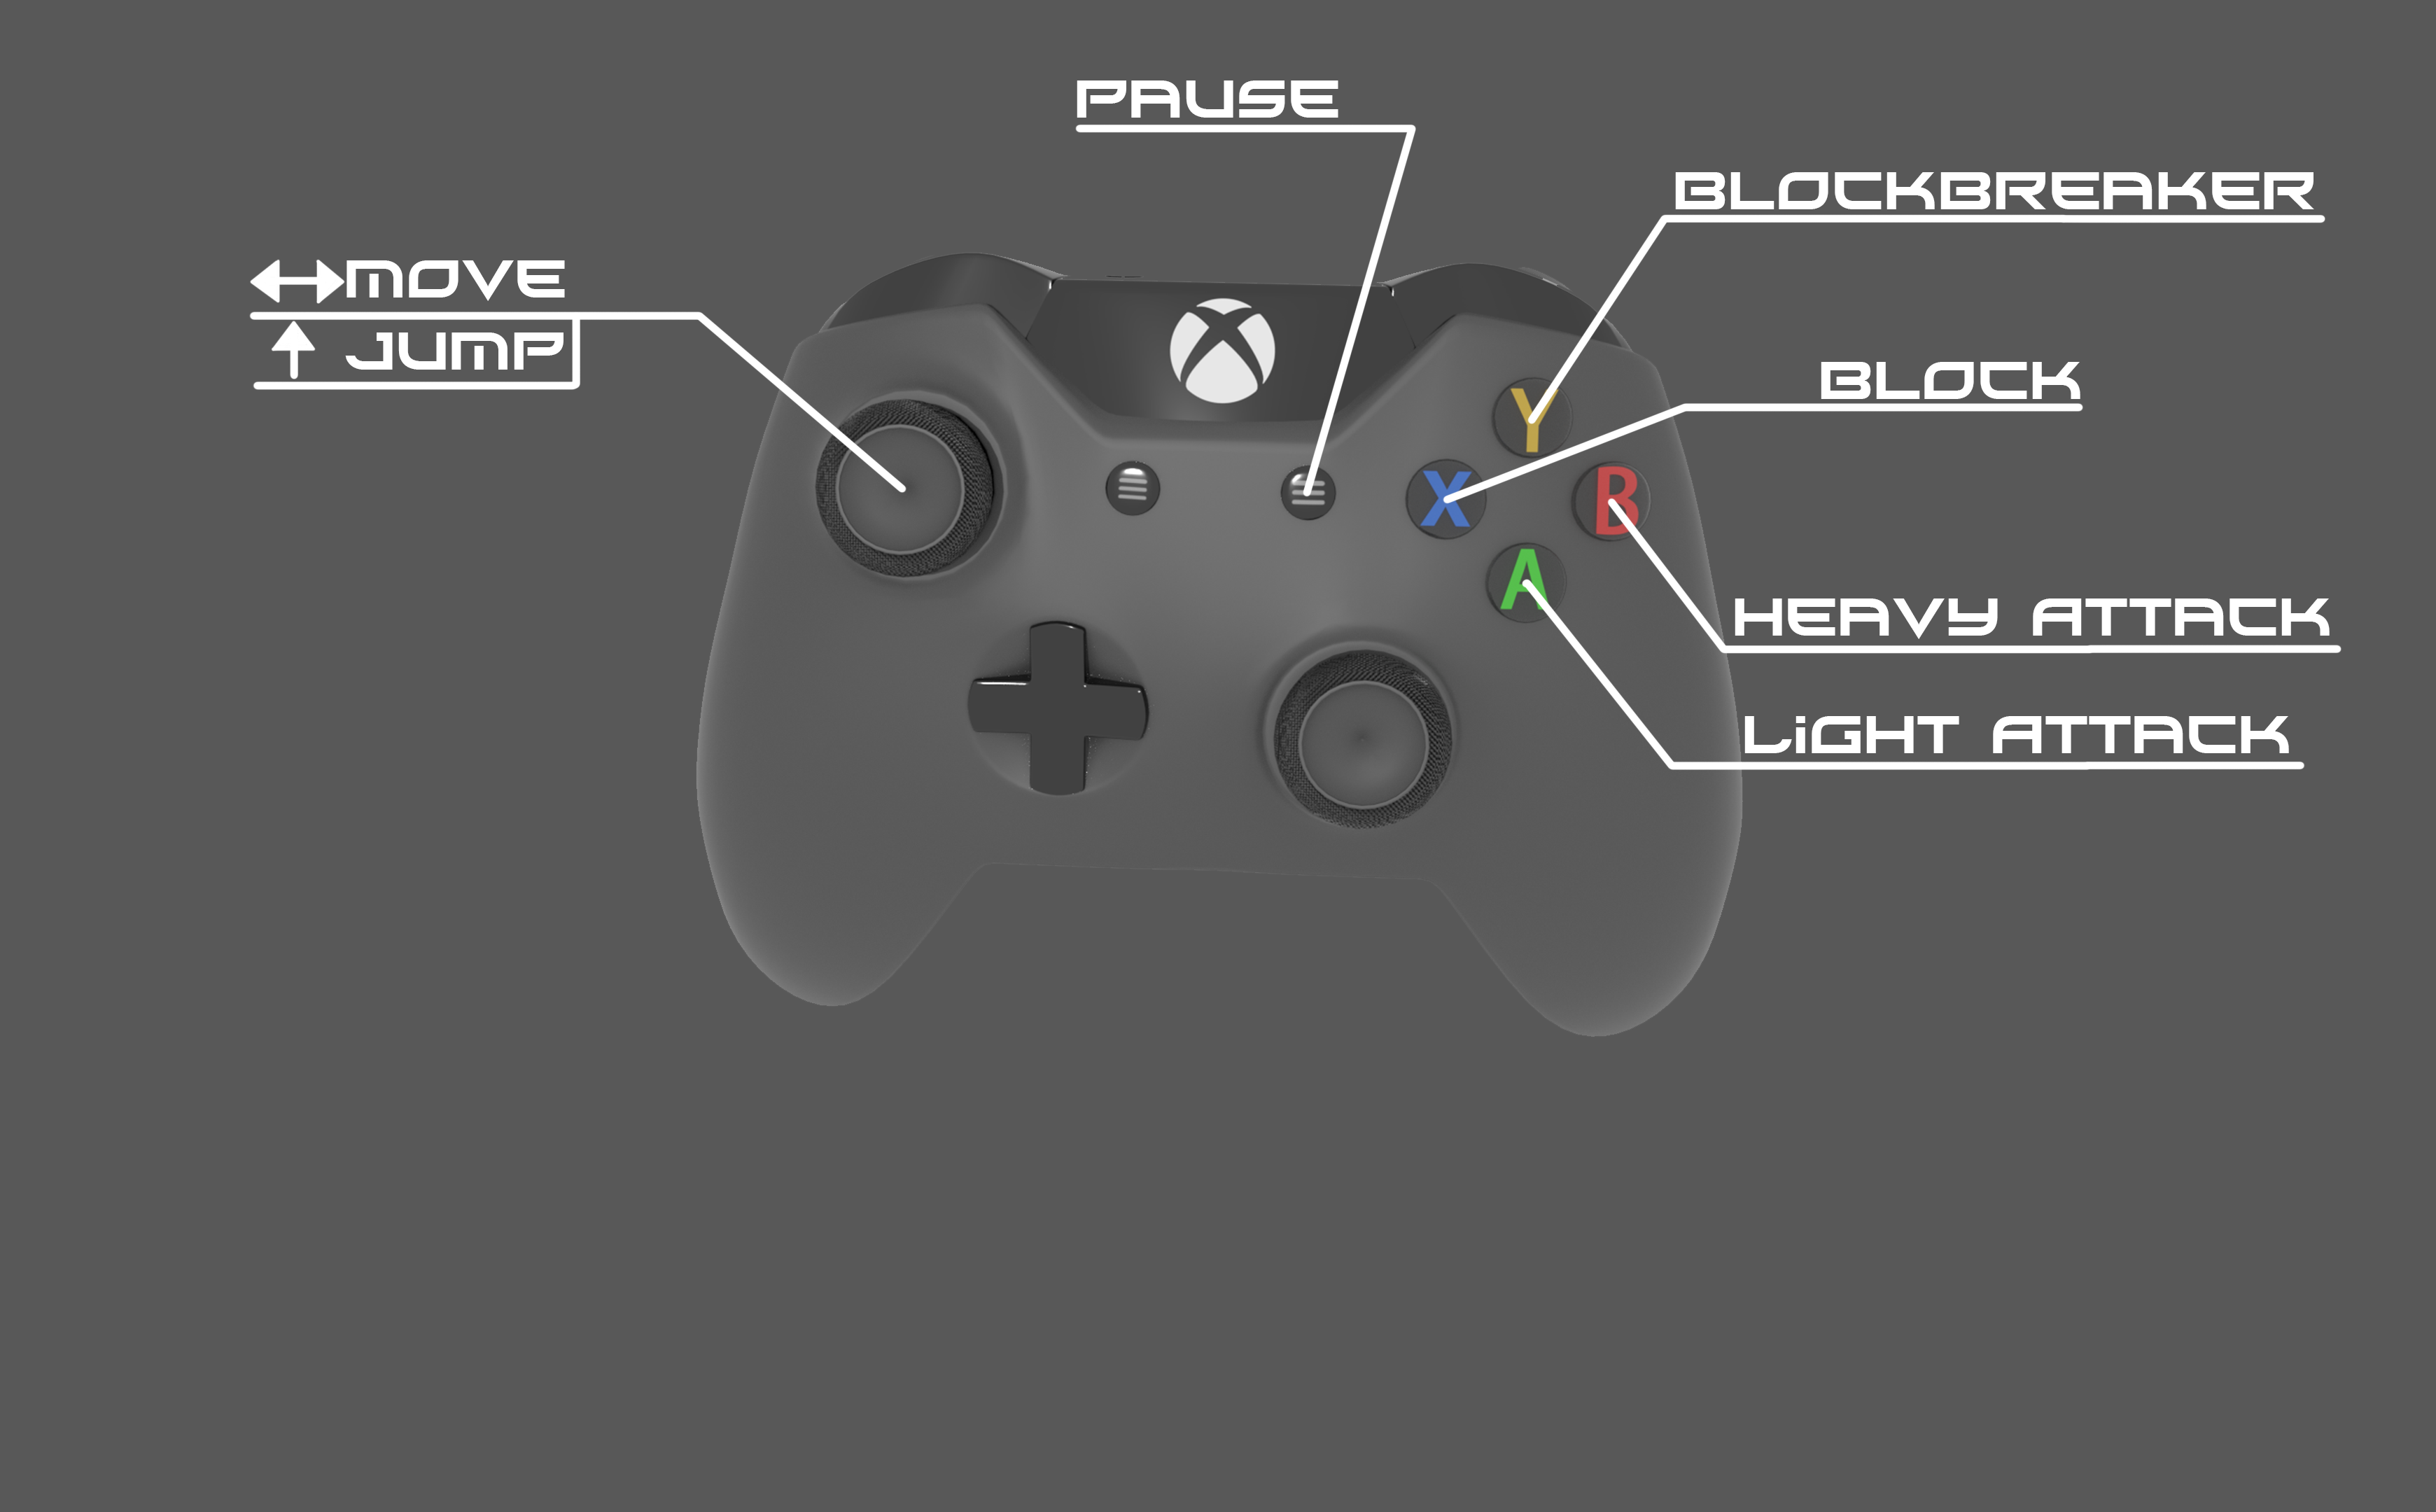 PAUSE
BLOCKBREAKER
MOVE
JUMP
BLOCK
Y
X
B
A
HEAVY ATTACK
LiGHT ATTACK